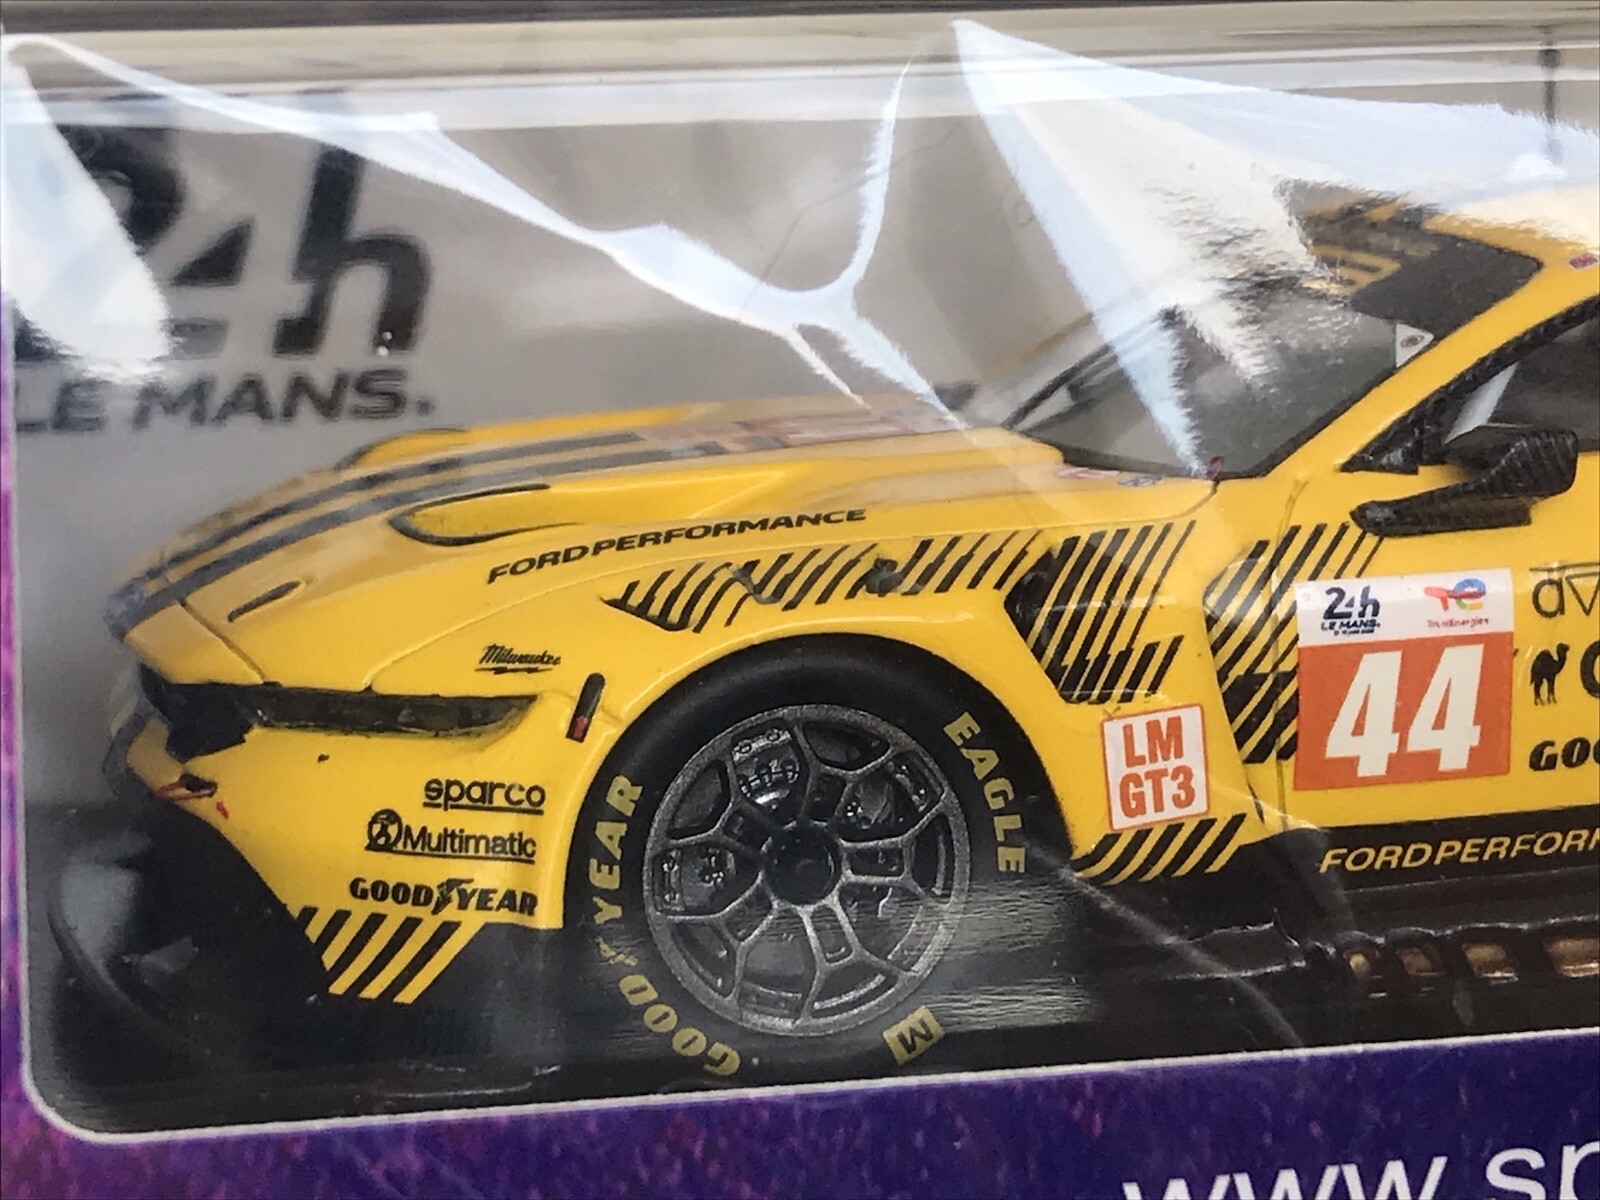 24h
LE MANS.
FORDPERFORMANCE
Milwaukee
sparco
Multimatic
GOODYEAR
GOODYEAR
EAGLE
M
LM
GT3
24h
LE MANS.
TotalEnergies
44
FORDPERFORM
www.sp